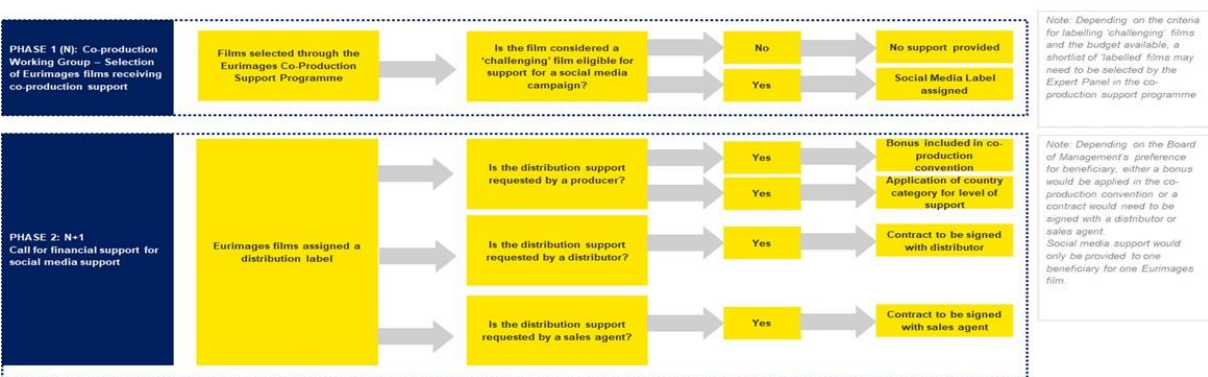 PHASE 1 (N): Co-production
Working Group – Selection
of Eurimages films receiving
co-production support
Films selected through the
Eurimages Co-Production
Support Programme
Is the film considered a
‘challenging’ film eligible for
support for a social media
campaign?
No
No support provided
Yes
Social Media Label
assigned
Note: Depending on the criteria
for labelling 'challenging' films
and the budget available, a
shortlist of 'labelled' films may
need to be selected by the
Expert Panel in the co-
production support programme
PHASE 2: N+1
Call for financial support for
social media support
Eurimages films assigned a
distribution label
Is the distribution support
requested by a producer?
Yes
Bonus included in co-
production
convention
Yes
Application of country
category for level of
support
Is the distribution support
requested by a distributor?
Yes
Contract to be signed
with distributor
Is the distribution support
requested by a sales agent?
Yes
Contract to be signed
with sales agent
Note: Depending on the Board
of Management's preference
for beneficiary, either a bonus
would be applied in the co-
production convention or a
contract would need to be
signed with a distributor or
sales agent.
Social media support would
only be provided to one
beneficiary for one Eurimages
film.